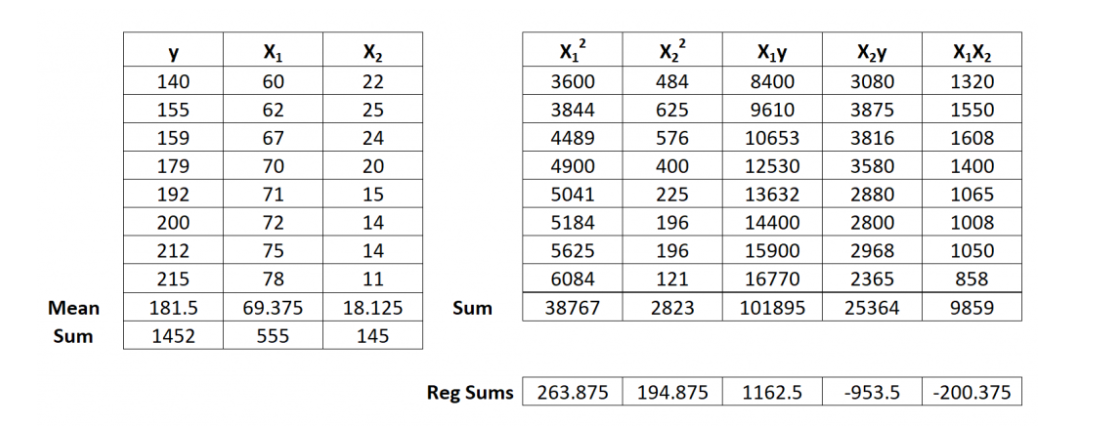 y X₁ X₂ X₁² X₂² X₁y X₂y X₁X₂
140 60 22 3600 484 8400 3080 1320
155 62 25 3844 625 9610 3875 1550
159 67 24 4489 576 10653 3816 1608
179 70 20 4900 400 12530 3580 1400
192 71 15 5041 225 13632 2880 1065
200 72 14 5184 196 14400 2800 1008
212 75 14 5625 196 15900 2968 1050
215 78 11 6084 121 16770 2365 858
Mean 181.5 69.375 18.125 Sum 38767 2823 101895 25364 9859
Sum 1452 555 145
Reg Sums 263.875 194.875 1162.5 -953.5 -200.375